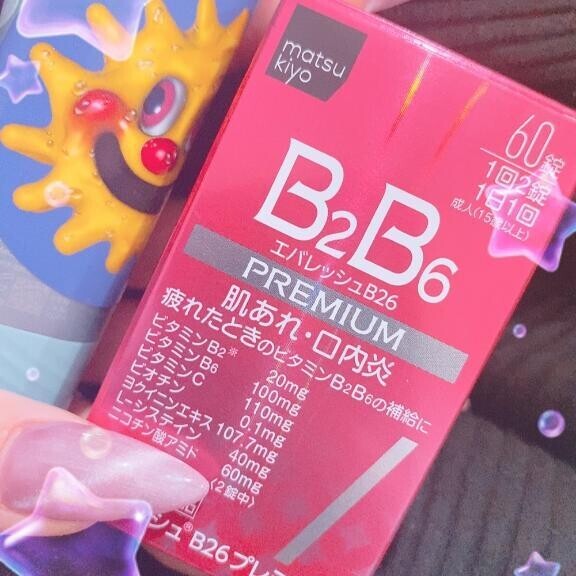 matsu
kiyo
60錠
1回2錠
1日1回
成人(15歳以上)
B2B6
エバレッシュB26
PREMIUM
肌あれ・口内炎
疲れたときのビタミンB2B6の補給に
ビタミンB2※ 20mg
ビタミンB6 100mg
ビタミンC 110mg
ビオチン 0.1mg
ヨクイニンエキス 107.7mg
L-システイン 40mg
ニコチン酸アミド 60mg
〈2錠中〉
ッシュ®B26プレミ